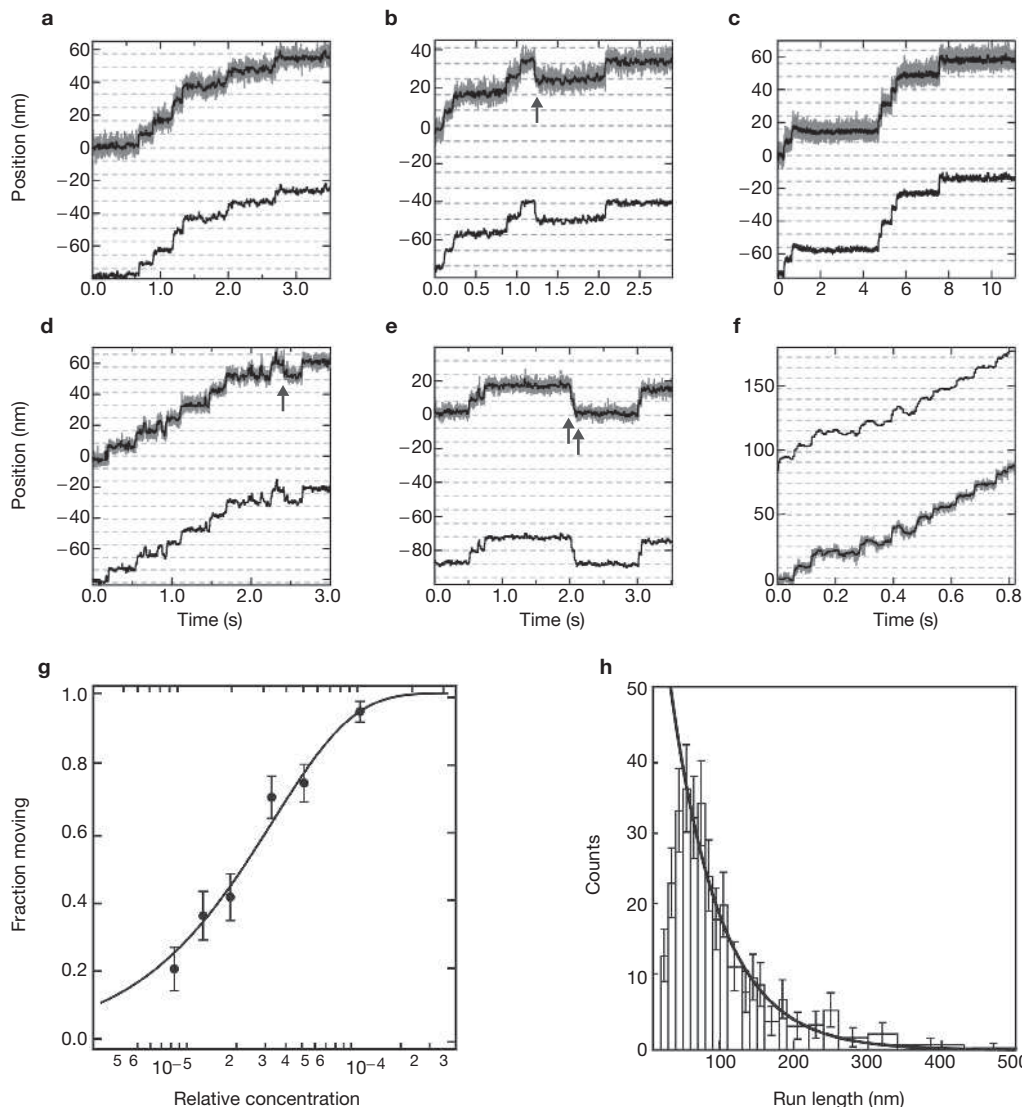 a
b
c
Position (nm)
60
40
20
0
−20
−40
−60
0.0 1.0 2.0 3.0
40
20
0
−20
−40
−60
0.0 0.5 1.0 1.5 2.0 2.5
60
40
20
0
−20
−40
−60
0 2 4 6 8 10
d
e
f
Position (nm)
60
40
20
0
−20
−40
−60
0.0 1.0 2.0 3.0
Time (s)
40
20
0
−40
−80
0.0 1.0 2.0 3.0
Time (s)
150
100
50
0
0.0 0.2 0.4 0.6 0.8
Time (s)
g
Fraction moving
1.0
0.8
0.6
0.4
0.2
0.0
5 6 10⁻⁵ 2 3 4 5 6 10⁻⁴ 2 3
Relative concentration
h
Counts
50
40
30
20
10
0
100 200 300 400 500
Run length (nm)